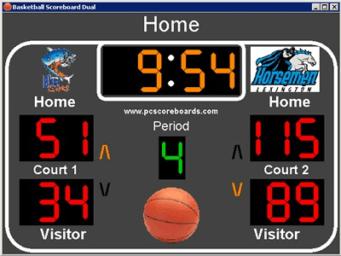 Basketball Scoreboard Dual
Home
9:54
Horsemen
LEXINGTON
Home
Home
www.pcscoreboards.com
Period
51
4
115
Court 1
Court 2
34
89
Visitor
Visitor